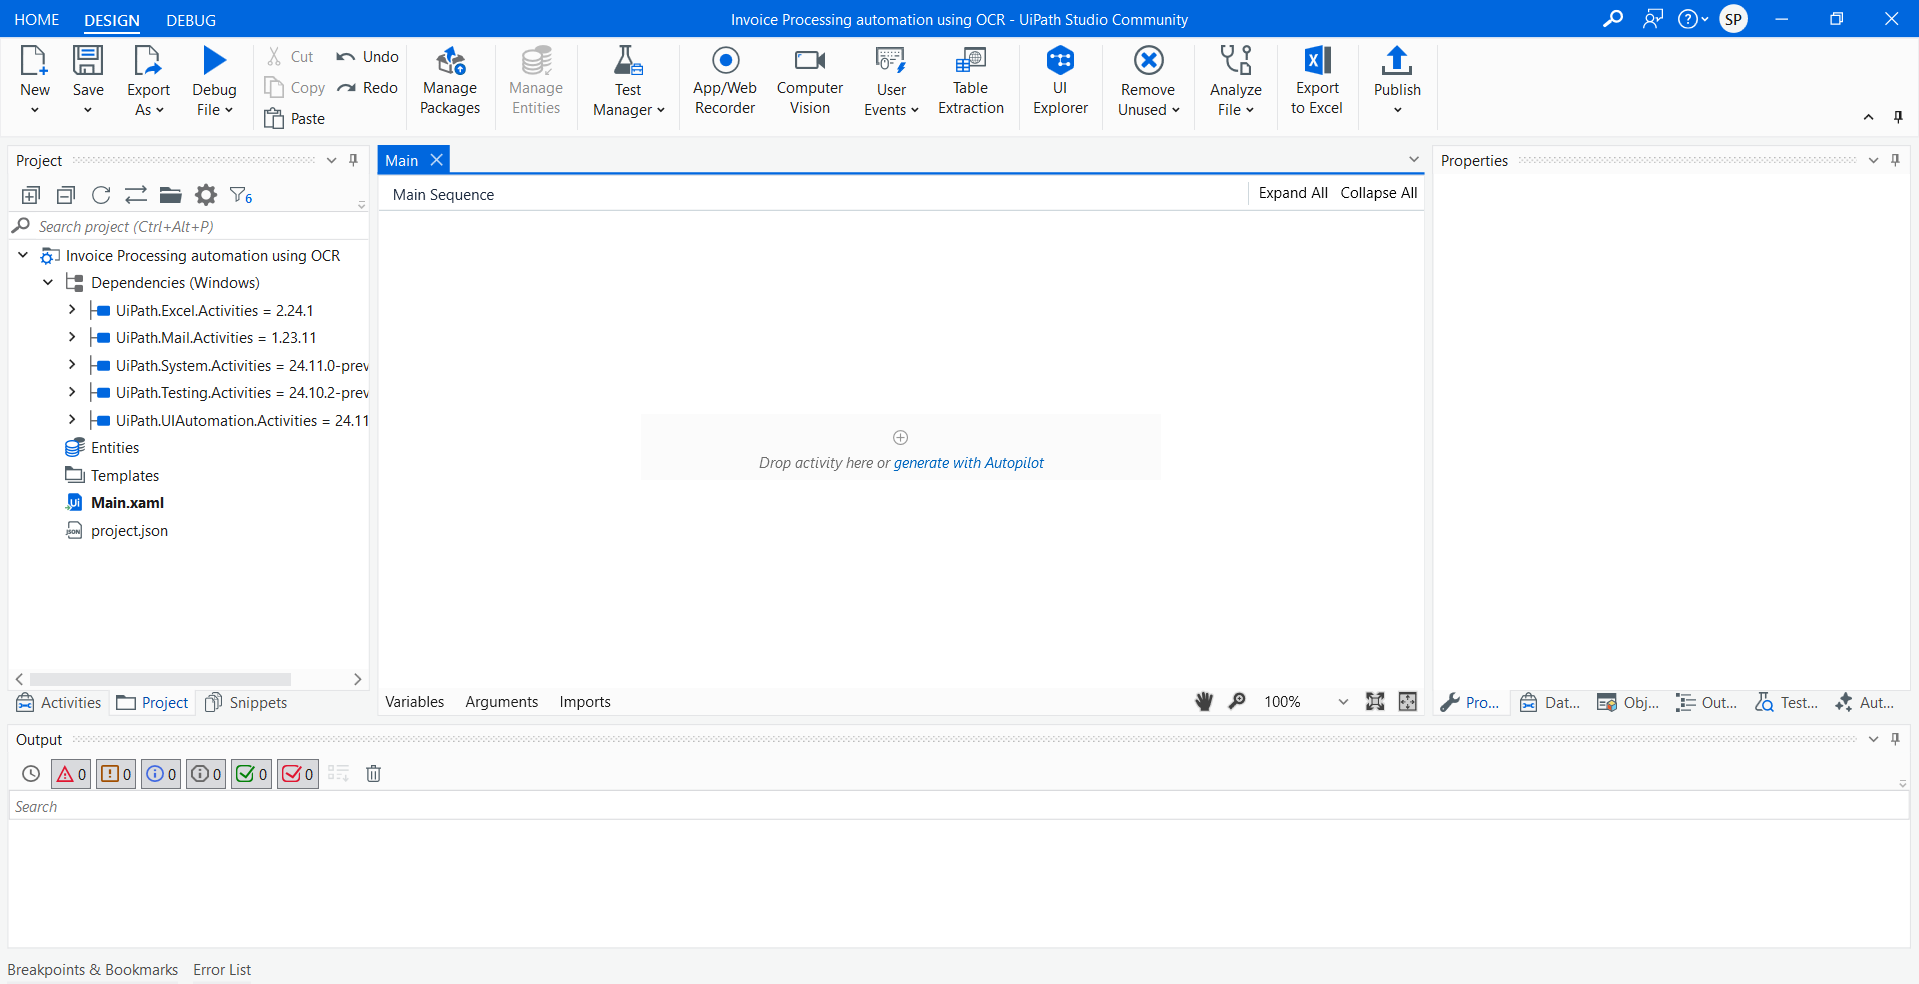 HOME DESIGN DEBUG
Invoice Processing automation using OCR - UiPath Studio Community
SP
New
Save
Export As
Debug File
Cut
Copy
Paste
Undo
Redo
Manage Packages
Manage Entities
Test Manager
App/Web Recorder
Computer Vision
User Events
Table Extraction
UI Explorer
Remove Unused
Analyze File
Export to Excel
Publish
Project
6
Search project (Ctrl+Alt+P)
Invoice Processing automation using OCR
Dependencies (Windows)
UiPath.Excel.Activities = 2.24.1
UiPath.Mail.Activities = 1.23.11
UiPath.System.Activities = 24.11.0-prev
UiPath.Testing.Activities = 24.10.2-prev
UiPath.UIAutomation.Activities = 24.11
Entities
Templates
Main.xaml
project.json
Activities Project Snippets
Main
Main Sequence
Expand All Collapse All
Drop activity here or generate with Autopilot
Variables Arguments Imports
100%
Properties
Pro... Dat... Obj... Out... Test... Aut...
Output
0 0 0 0 0 0
Search
Breakpoints & Bookmarks Error List